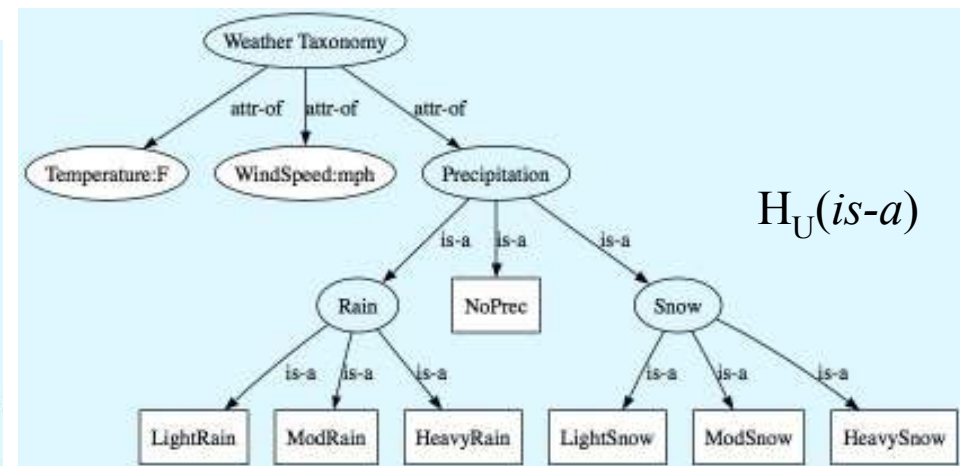 Weather Taxonomy
attr-of attr-of attr-of
Temperature:F WindSpeed:mph Precipitation
H_U(is-a)
is-a is-a is-a
Rain NoPrec Snow
is-a is-a is-a is-a is-a is-a
LightRain ModRain HeavyRain LightSnow ModSnow HeavySnow